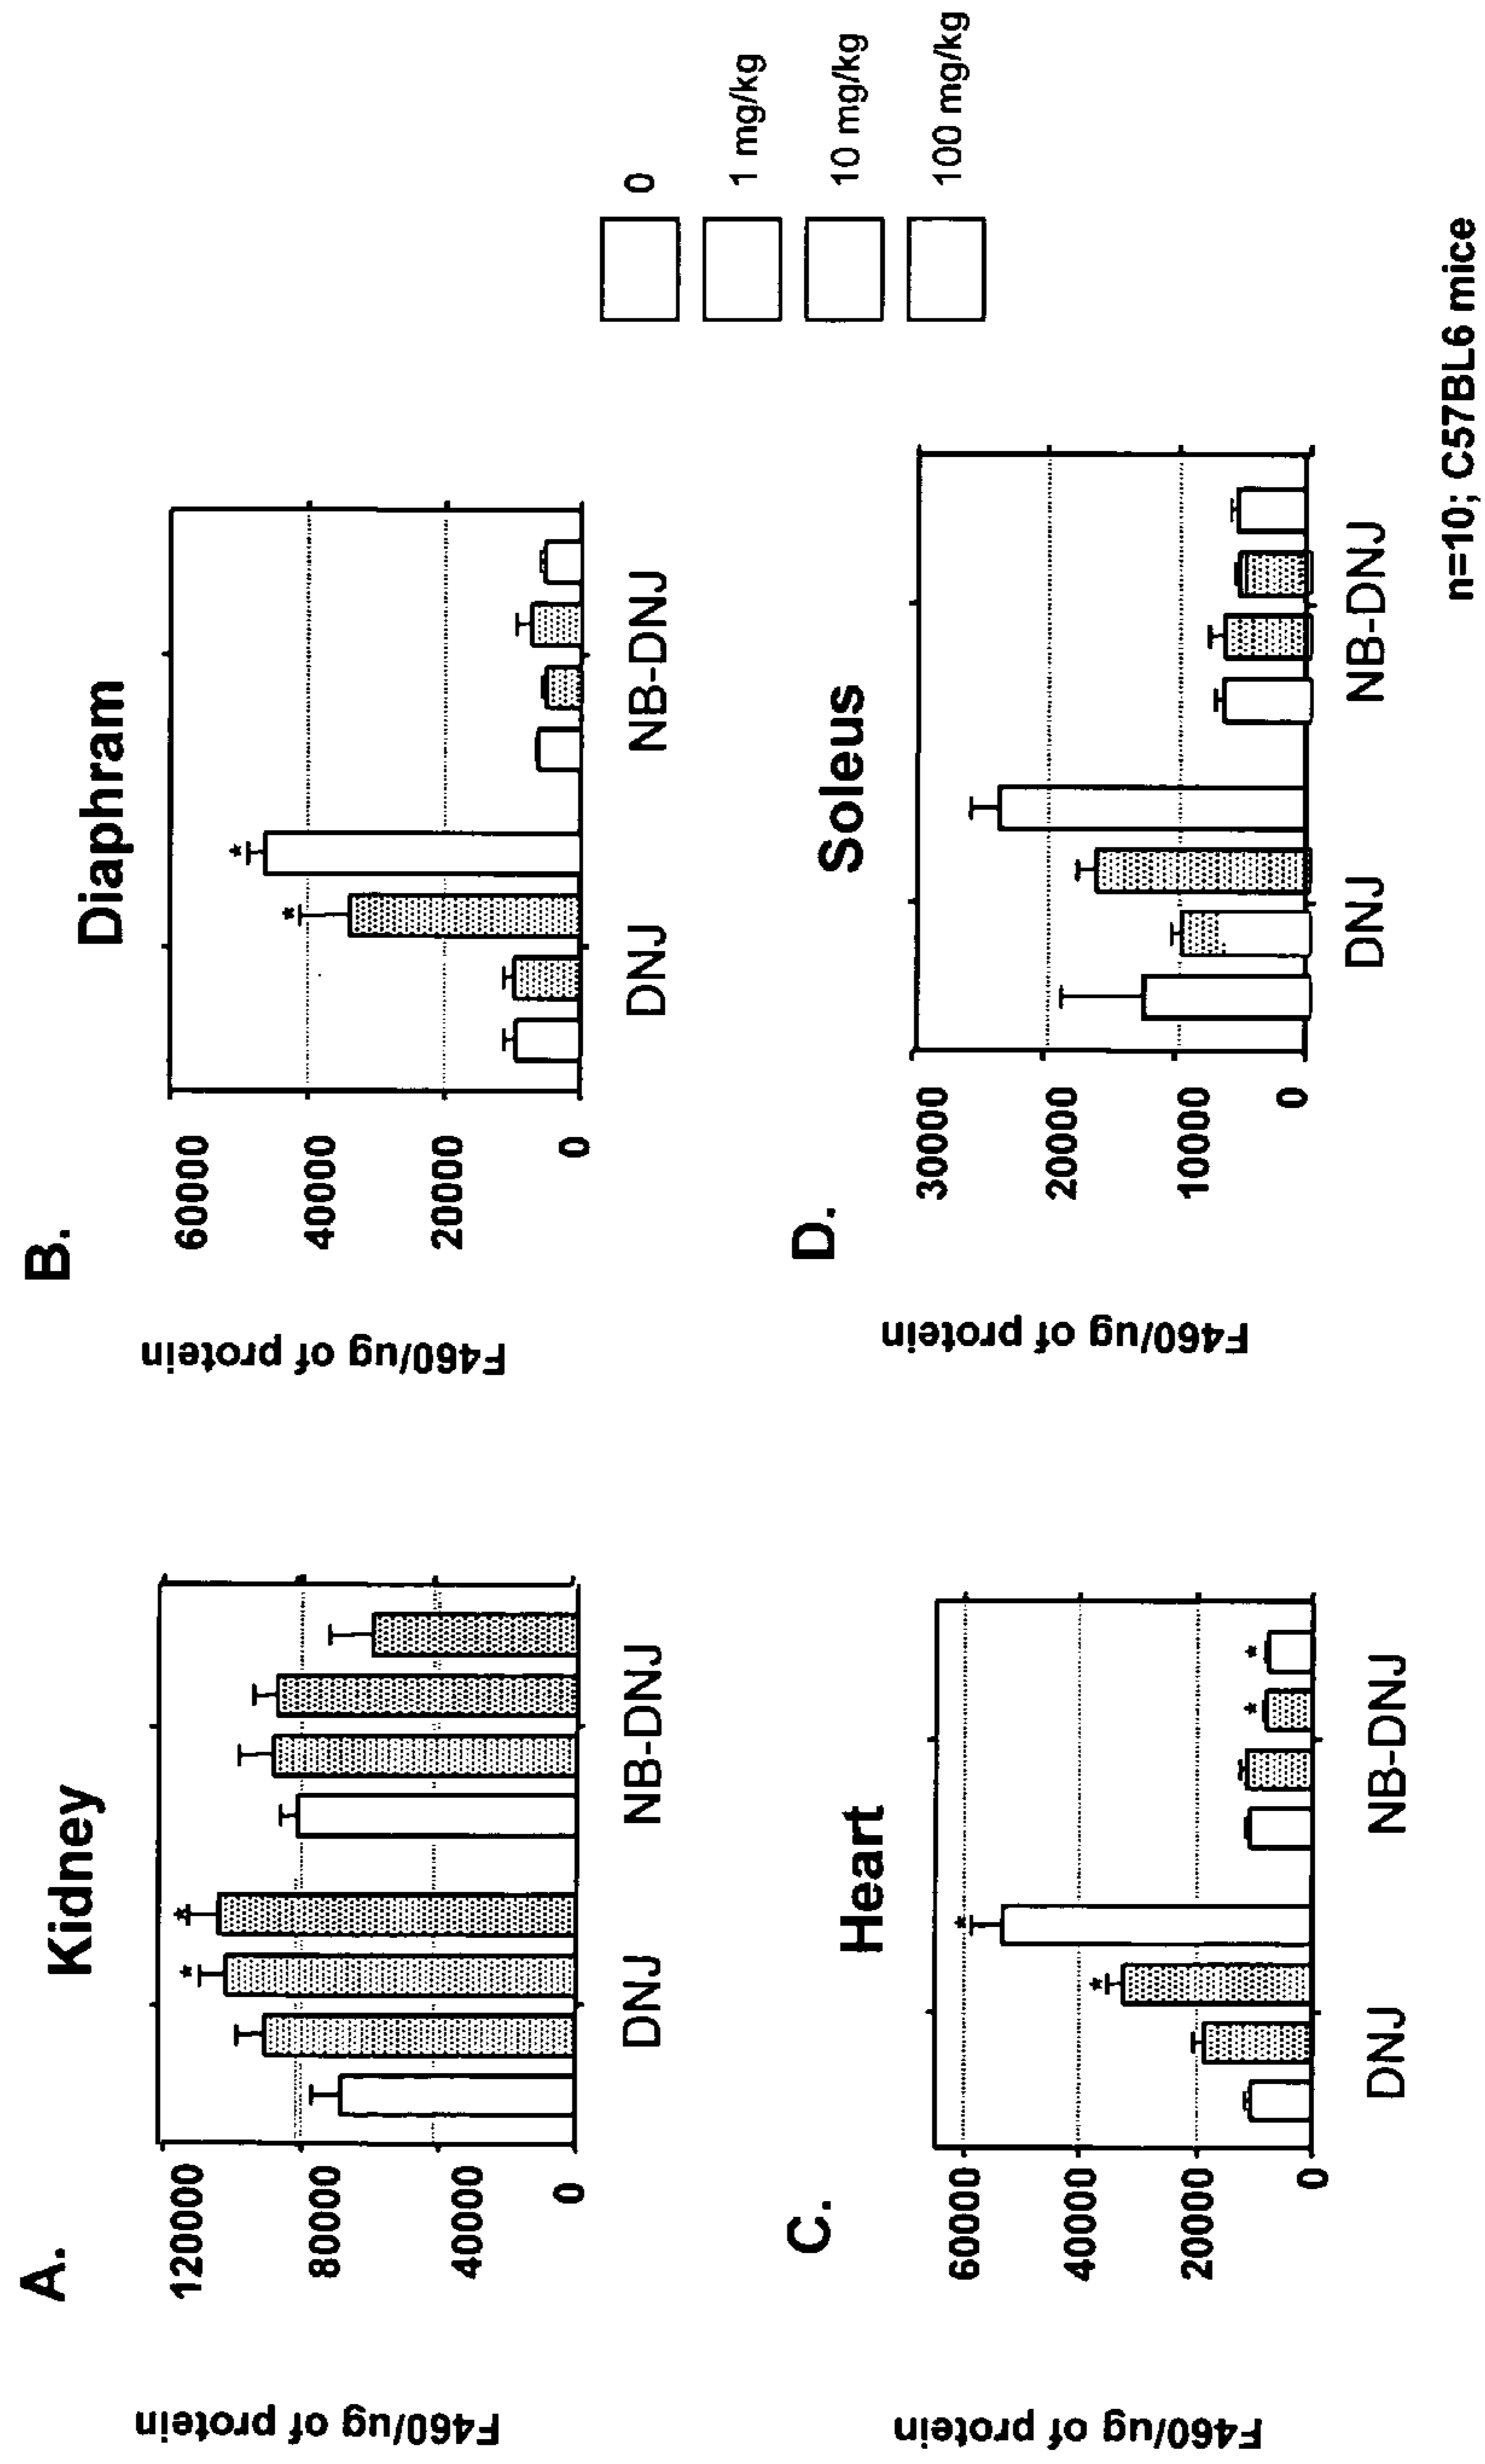 A.
Kidney
F460/ug of protein
120000
80000
40000
0
*
*
DNJ
NB-DNJ
B.
Diaphram
F460/ug of protein
60000
40000
20000
0
*
*
DNJ
NB-DNJ
C.
Heart
F460/ug of protein
60000
40000
20000
0
*
*
*
*
DNJ
NB-DNJ
D.
Soleus
F460/ug of protein
30000
20000
10000
0
DNJ
NB-DNJ
0
1 mg/kg
10 mg/kg
100 mg/kg
n=10; C57BL6 mice